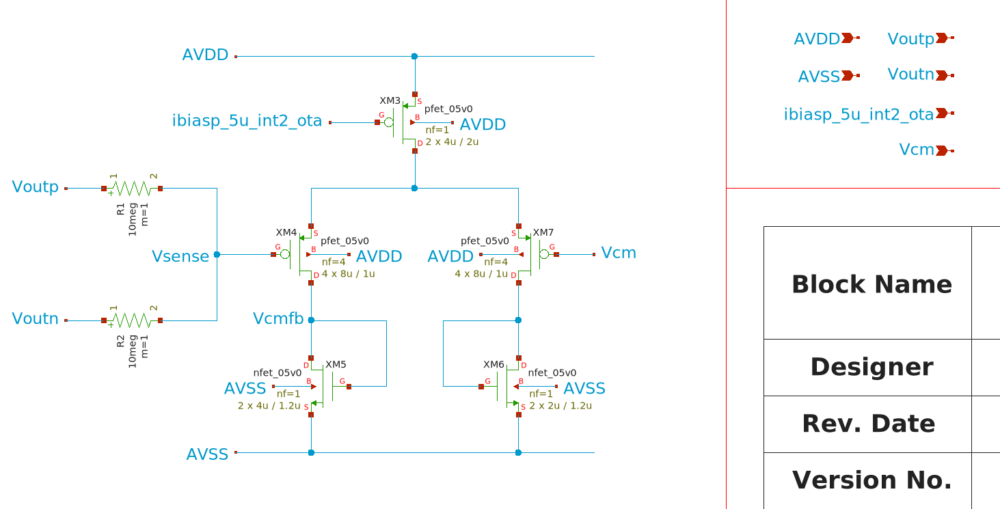 AVDD
XM3
S
G
pfet_05v0
B
AVDD
ibiasp_5u_int2_ota
nf=1
D
2 x 4u / 2u
Voutp
1
2
+
R1
10meg
m=1
Vsense
XM4
S
G
pfet_05v0
B
AVDD
nf=4
D
4 x 8u / 1u
XM7
S
G
pfet_05v0
B
AVDD
nf=4
4 x 8u / 1u
D
Vcm
Voutn
1
2
+
R2
10meg
m=1
Vcmfb
XM5
D
nfet_05v0
B
G
AVSS
nf=1
2 x 4u / 1.2u
S
XM6
D
nfet_05v0
G
B
AVSS
nf=1
S
2 x 2u / 1.2u
AVSS
AVDD
Voutp
AVSS
Voutn
ibiasp_5u_int2_ota
Vcm
Block Name
Designer
Rev. Date
Version No.